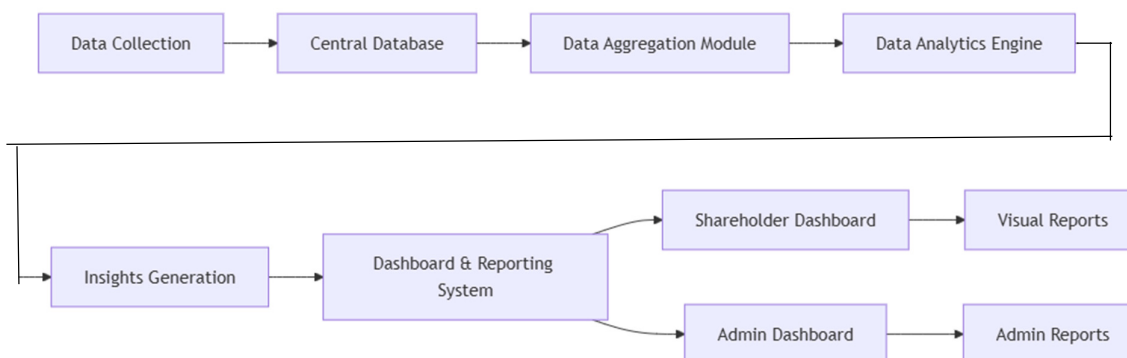 Data Collection
Central Database
Data Aggregation Module
Data Analytics Engine
Shareholder Dashboard
Visual Reports
Insights Generation
Dashboard & Reporting
System
Admin Dashboard
Admin Reports